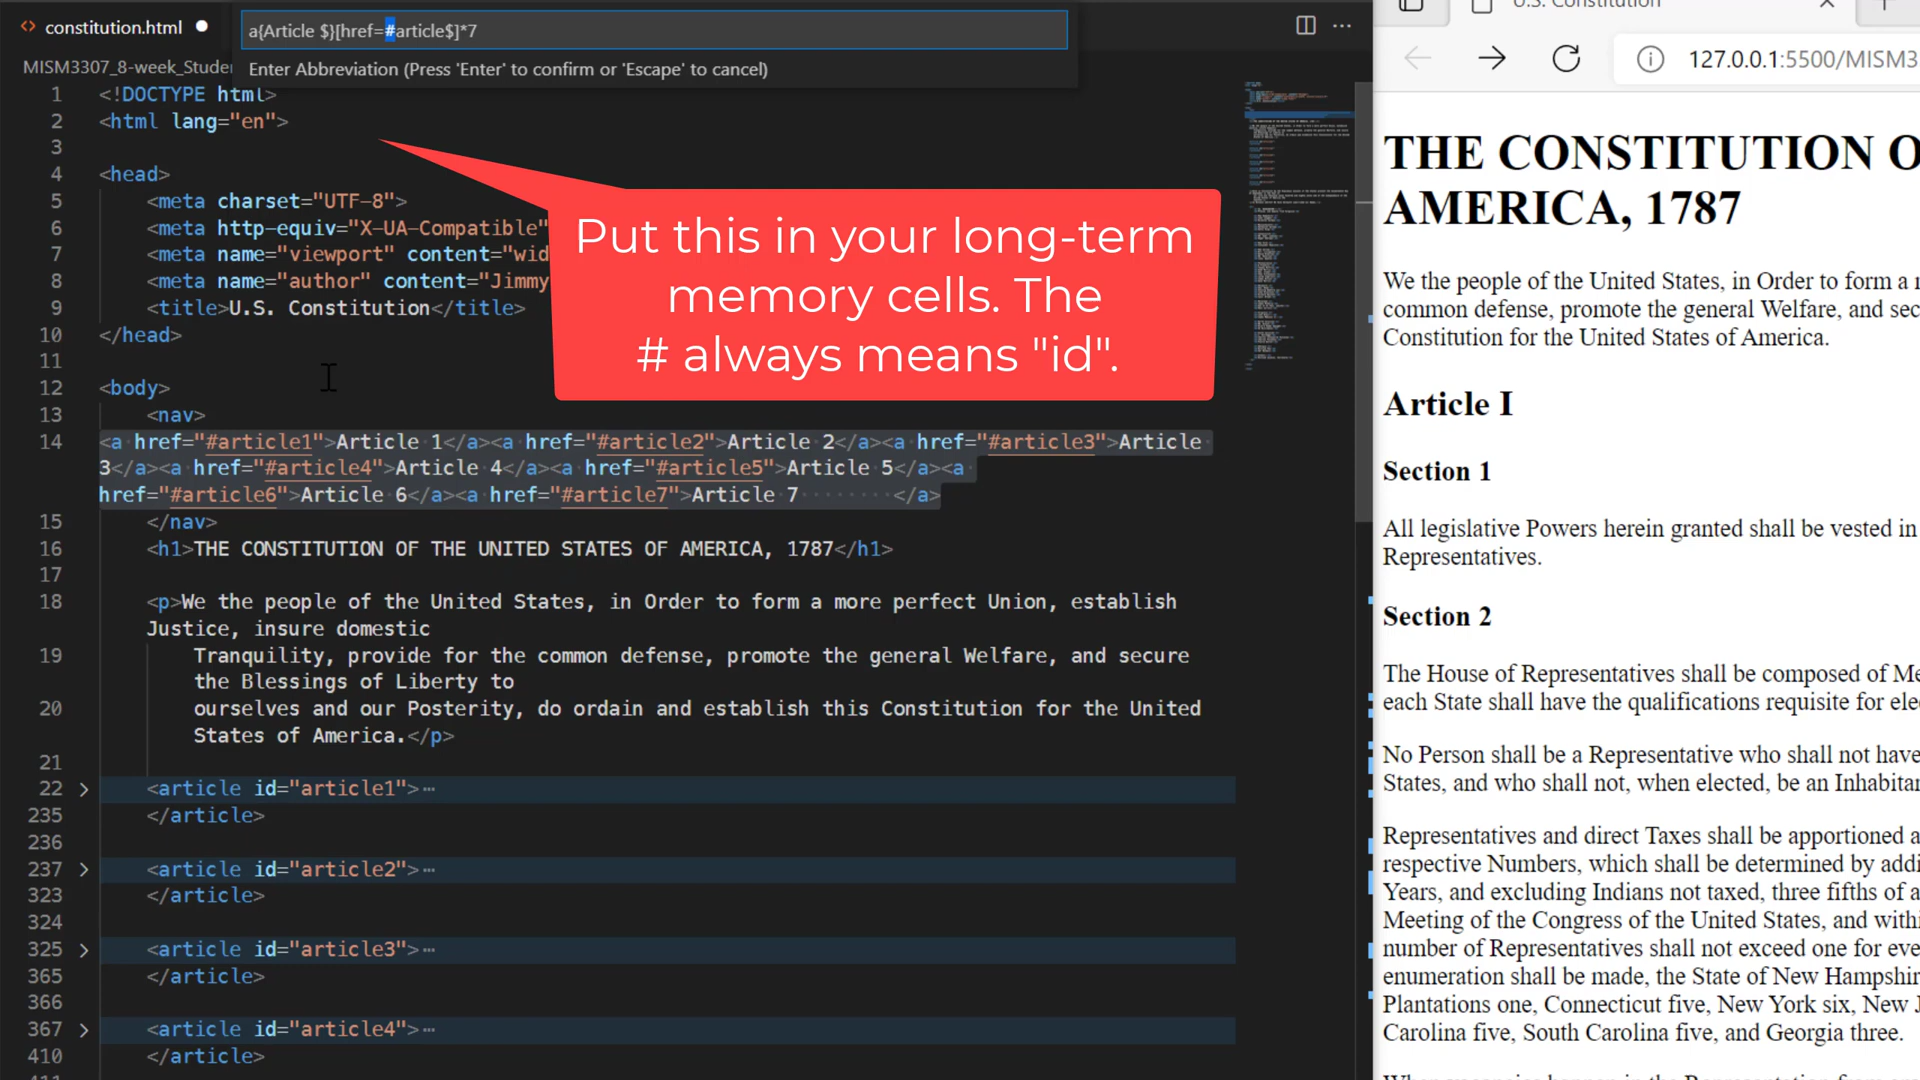 constitution.html
a{Article $}[href=#article$]*7
Enter Abbreviation (Press 'Enter' to confirm or 'Escape' to cancel)
MISM3307_8-week_Studen
1 <!DOCTYPE html>
2 <html lang="en">
3
4 <head>
5 <meta charset="UTF-8">
6 <meta http-equiv="X-UA-Compatible"
7 <meta name="viewport" content="wid
8 <meta name="author" content="Jimmy
9 <title>U.S. Constitution</title>
10 </head>
11
12 <body>
13 <nav>
14 <a href="#article1">Article 1</a><a href="#article2">Article 2</a><a href="#article3">Article
3</a><a href="#article4">Article 4</a><a href="#article5">Article 5</a><a
href="#article6">Article 6</a><a href="#article7">Article 7 </a>
15 </nav>
16 <h1>THE CONSTITUTION OF THE UNITED STATES OF AMERICA, 1787</h1>
17
18 <p>We the people of the United States, in Order to form a more perfect Union, establish
Justice, insure domestic
19 Tranquility, provide for the common defense, promote the general Welfare, and secure
the Blessings of Liberty to
20 ourselves and our Posterity, do ordain and establish this Constitution for the United
States of America.</p>
21
22 <article id="article1">
235 </article>
236
237 <article id="article2">
323 </article>
324
325 <article id="article3">
365 </article>
366
367 <article id="article4">
410 </article>
Put this in your long-term
memory cells. The
# always means "id".
U.S. Constitution
127.0.0.1:5500/MISM3
THE CONSTITUTION O
AMERICA, 1787
We the people of the United States, in Order to form a
common defense, promote the general Welfare, and sec
Constitution for the United States of America.
Article I
Section 1
All legislative Powers herein granted shall be vested in
Representatives.
Section 2
The House of Representatives shall be composed of Me
each State shall have the qualifications requisite for ele
No Person shall be a Representative who shall not have
States, and who shall not, when elected, be an Inhabitan
Representatives and direct Taxes shall be apportioned a
respective Numbers, which shall be determined by addi
Years, and excluding Indians not taxed, three fifths of a
Meeting of the Congress of the United States, and withi
number of Representatives shall not exceed one for eve
enumeration shall be made, the State of New Hampshir
Plantations one, Connecticut five, New York six, New J
Carolina five, South Carolina five, and Georgia three.